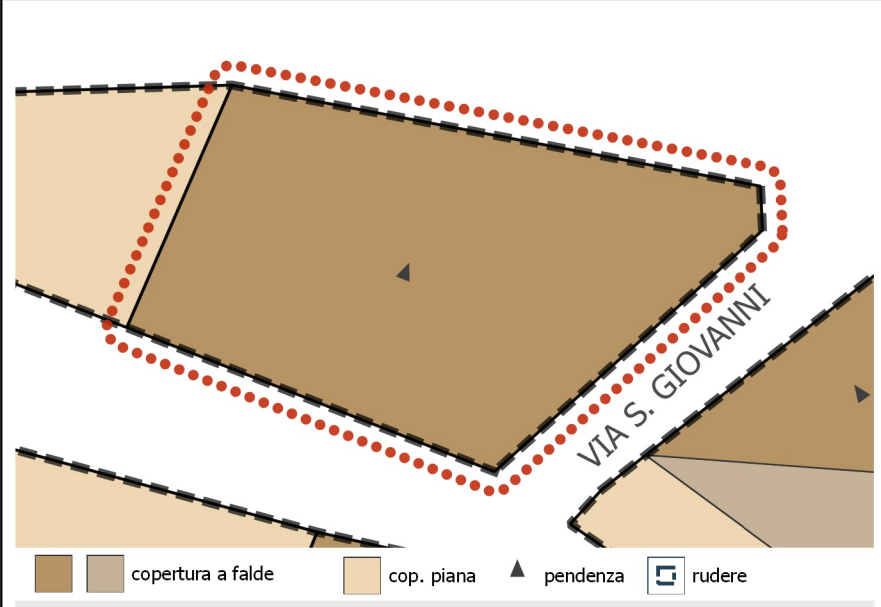 VIA S. GIOVANNI
copertura a falde
cop. piana
pendenza
rudere